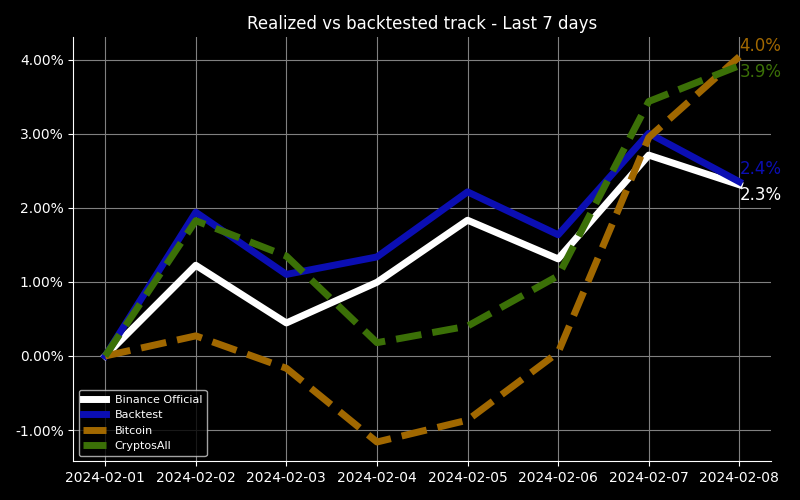 Realized vs backtested track - Last 7 days
4.00%
3.00%
2.00%
1.00%
0.00%
-1.00%
4.0%
3.9%
2.4%
2.3%
Binance Official
Backtest
Bitcoin
CryptosAll
2024-02-01 2024-02-02 2024-02-03 2024-02-04 2024-02-05 2024-02-06 2024-02-07 2024-02-08